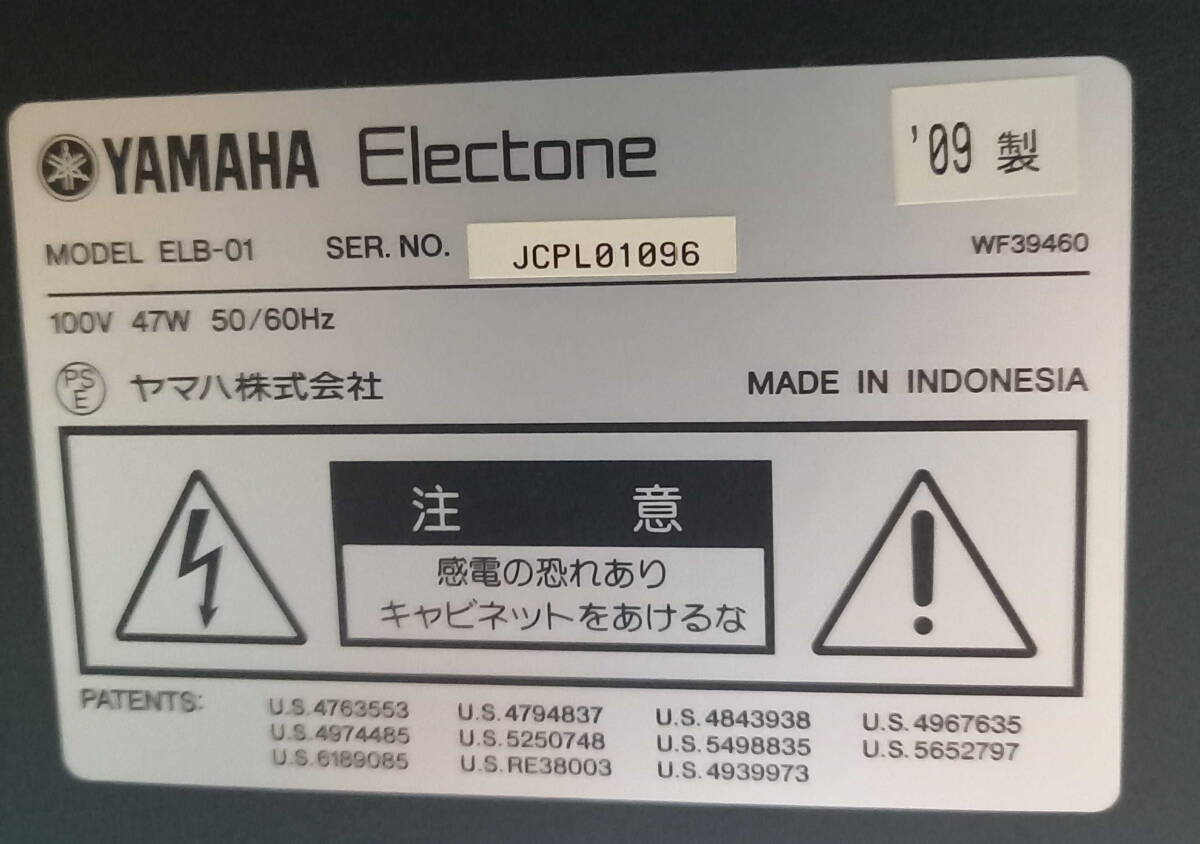 YAMAHA Electone
'09 製
MODEL ELB-01 SER. NO. JCPL01096 WF39460
100V 47W 50/60Hz
PS E ヤマハ株式会社 MADE IN INDONESIA
注 意
感電の恐れあり
キャビネットをあけるな
PATENTS: U.S.4763553 U.S.4794837 U.S.4843938 U.S.4967635
U.S.4974485 U.S.5250748 U.S.5498835 U.S.5652797
U.S.6189085 U.S.RE38003 U.S.4939973